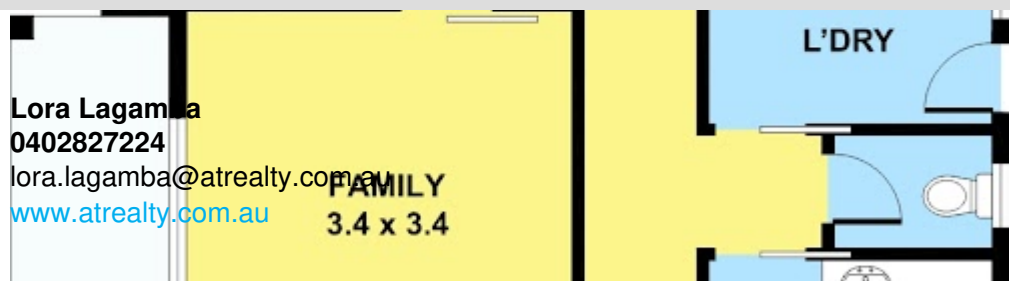 L'DRY
Lora Lagamba
0402827224
lora.lagamba@atrealty.com.au
www.atrealty.com.au
FAMILY
3.4 x 3.4